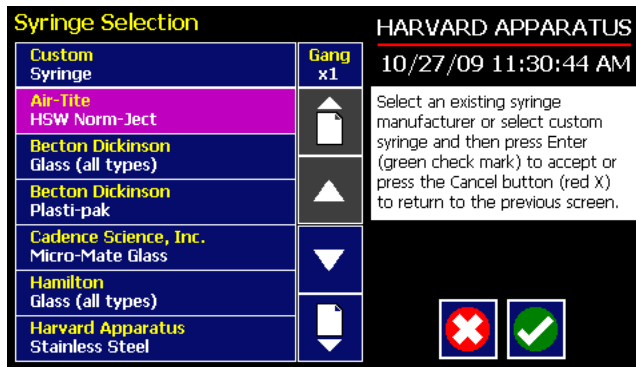 Syringe Selection
Custom
Syringe
Gang
x1
Air-Tite
HSW Norm-Ject
Becton Dickinson
Glass (all types)
Becton Dickinson
Plasti-pak
Cadence Science, Inc.
Micro-Mate Glass
Hamilton
Glass (all types)
Harvard Apparatus
Stainless Steel
HARVARD APPARATUS
10/27/09 11:30:44 AM
Select an existing syringe
manufacturer or select custom
syringe and then press Enter
(green check mark) to accept or
press the Cancel button (red X)
to return to the previous screen.